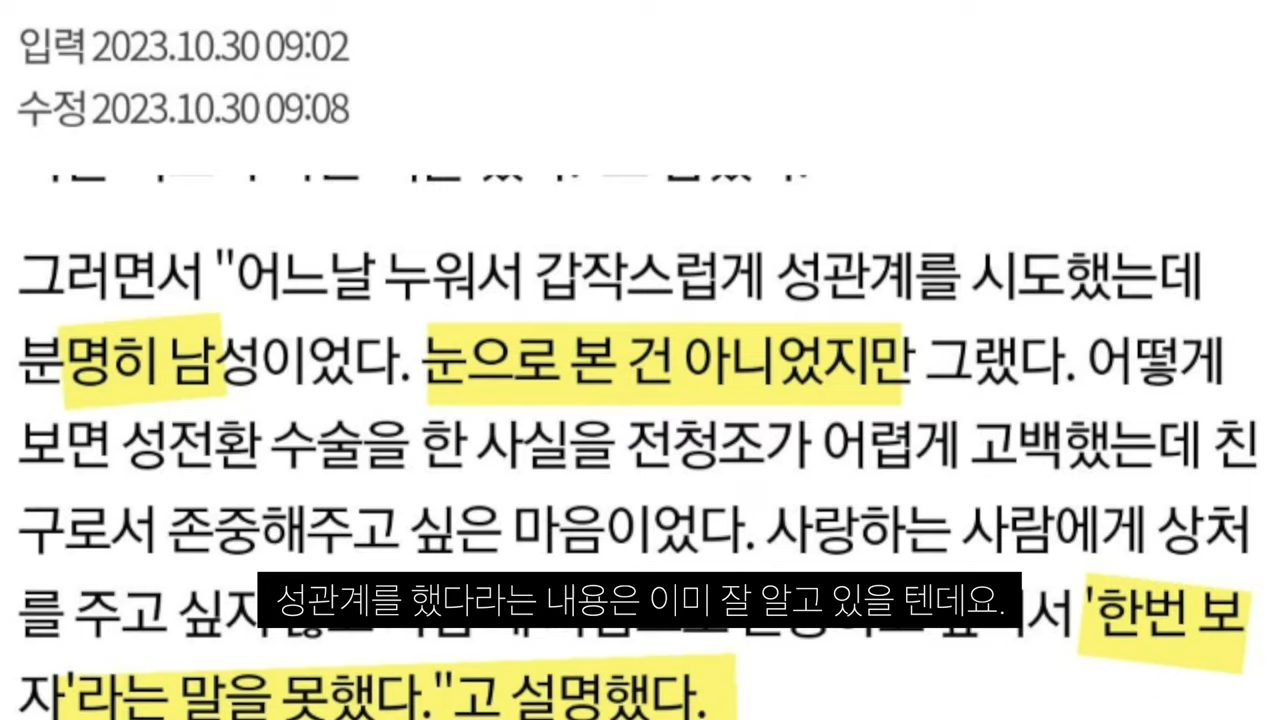 입력 2023.10.30 09:02
수정 2023.10.30 09:08
그러면서 "어느날 누워서 갑작스럽게 성관계를 시도했는데
분명히 남성이었다. 눈으로 본 건 아니었지만 그랬다. 어떻게
보면 성전환 수술을 한 사실을 전청조가 어렵게 고백했는데 친
구로서 존중해주고 싶은 마음이었다. 사랑하는 사람에게 상처
를 주고 싶지 '한번 보
성관계를 했다라는 내용은 이미 잘 알고 있을 텐데요.
자'라는 말을 못했다."고 설명했다.